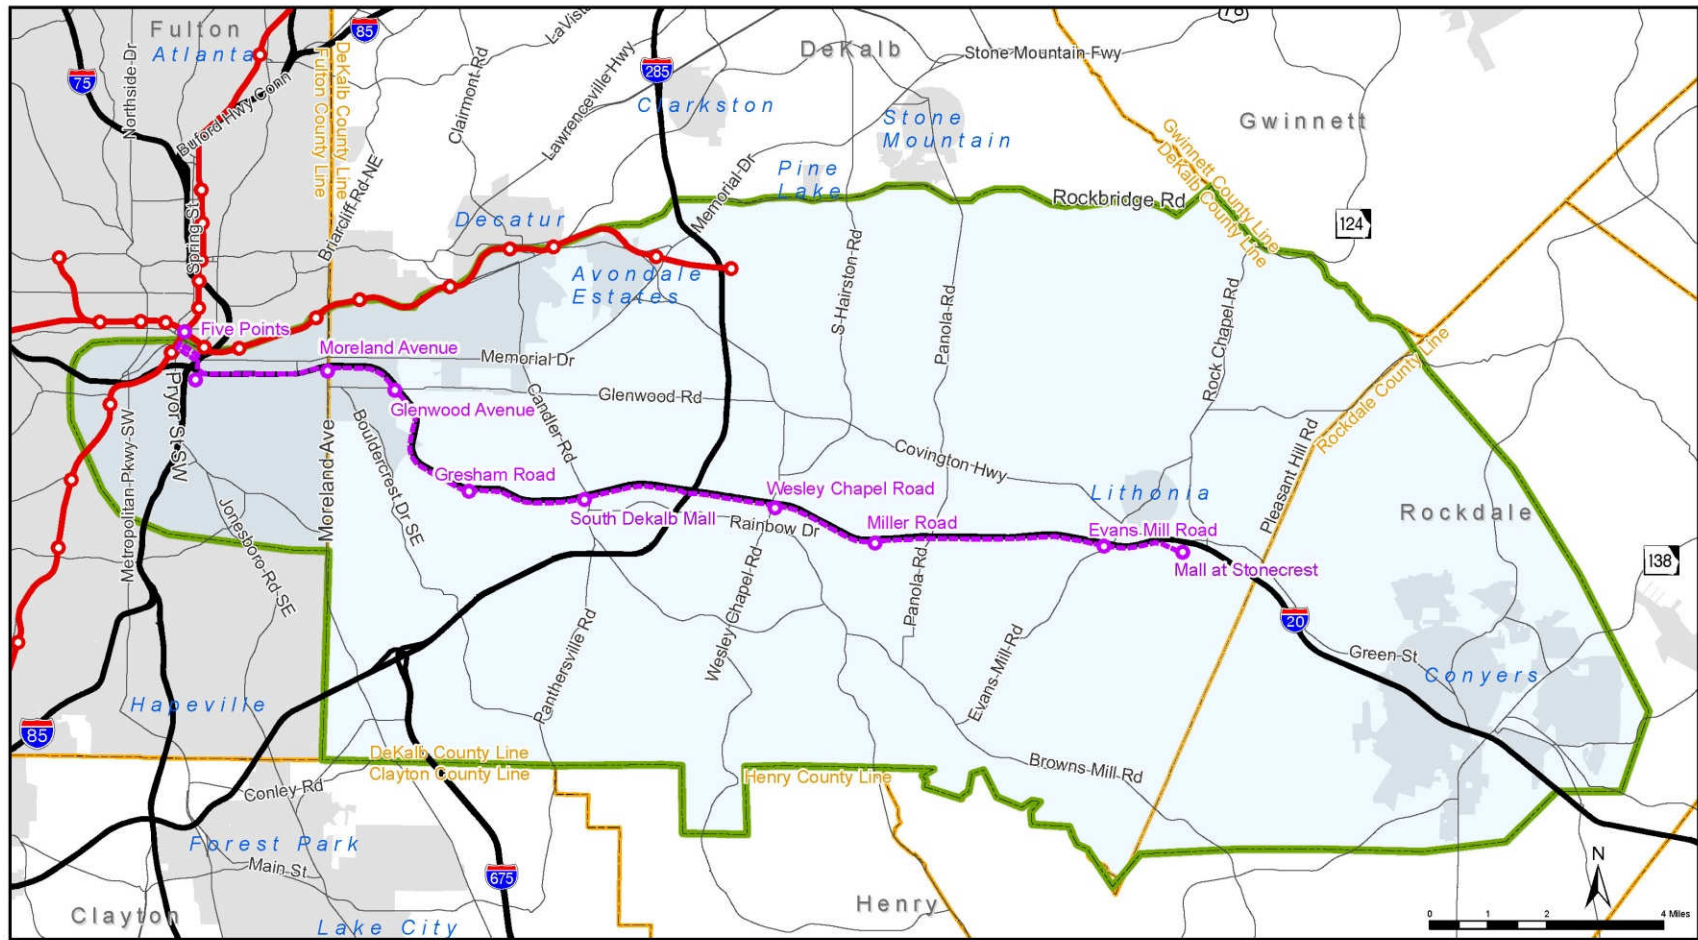 Fulton
Atlanta
75
Northside-Dr
Buford Hwy Conn
85
DeKalb County Line
Fulton County Line
Briarcliff-Rd-NE
Clairmont-Rd
Lawrenceville-Hwy
285
Clarkston
DeKalb
Stone-Mountain-Fwy
Stone
Mountain
Pine
Lake
Gwinnett
Gwinnett County Line
DeKalb County Line
124
Rockbridge Rd
Memorial-Dr
Decatur
Avondale
Estates
Spring-St
S-Hairston-Rd
Panola-Rd
Rock Chapel-Rd
Five Points
Moreland Avenue
Memorial Dr
Glenwood-Rd
Glenwood Avenue
Candler-Rd
Pryor-St-SW
Metropolitan-Pkwy-SW
Moreland-Ave
Bouldercrest-Dr-SE
Jonesboro-Rd-SE
Gresham Road
South Dekalb Mall
Rainbow Dr
Wesley Chapel Road
Covington-Hwy
Miller Road
Lithonia
Evans Mill Road
Mall at Stonecrest
Pleasant Hill Rd
Rockdale County Line
Rockdale
138
20
Green-St
Conyers
Panthersville Rd
Wesley-Chapel-Rd
Panola-Rd
Evans-Mill-Rd
Browns-Mill-Rd
Hapeville
85
DeKalb County Line
Clayton County Line
Henry County Line
Conley-Rd
Forest Park
Main-St
675
Clayton
Lake City
Henry
N
0 1 2 4 Miles